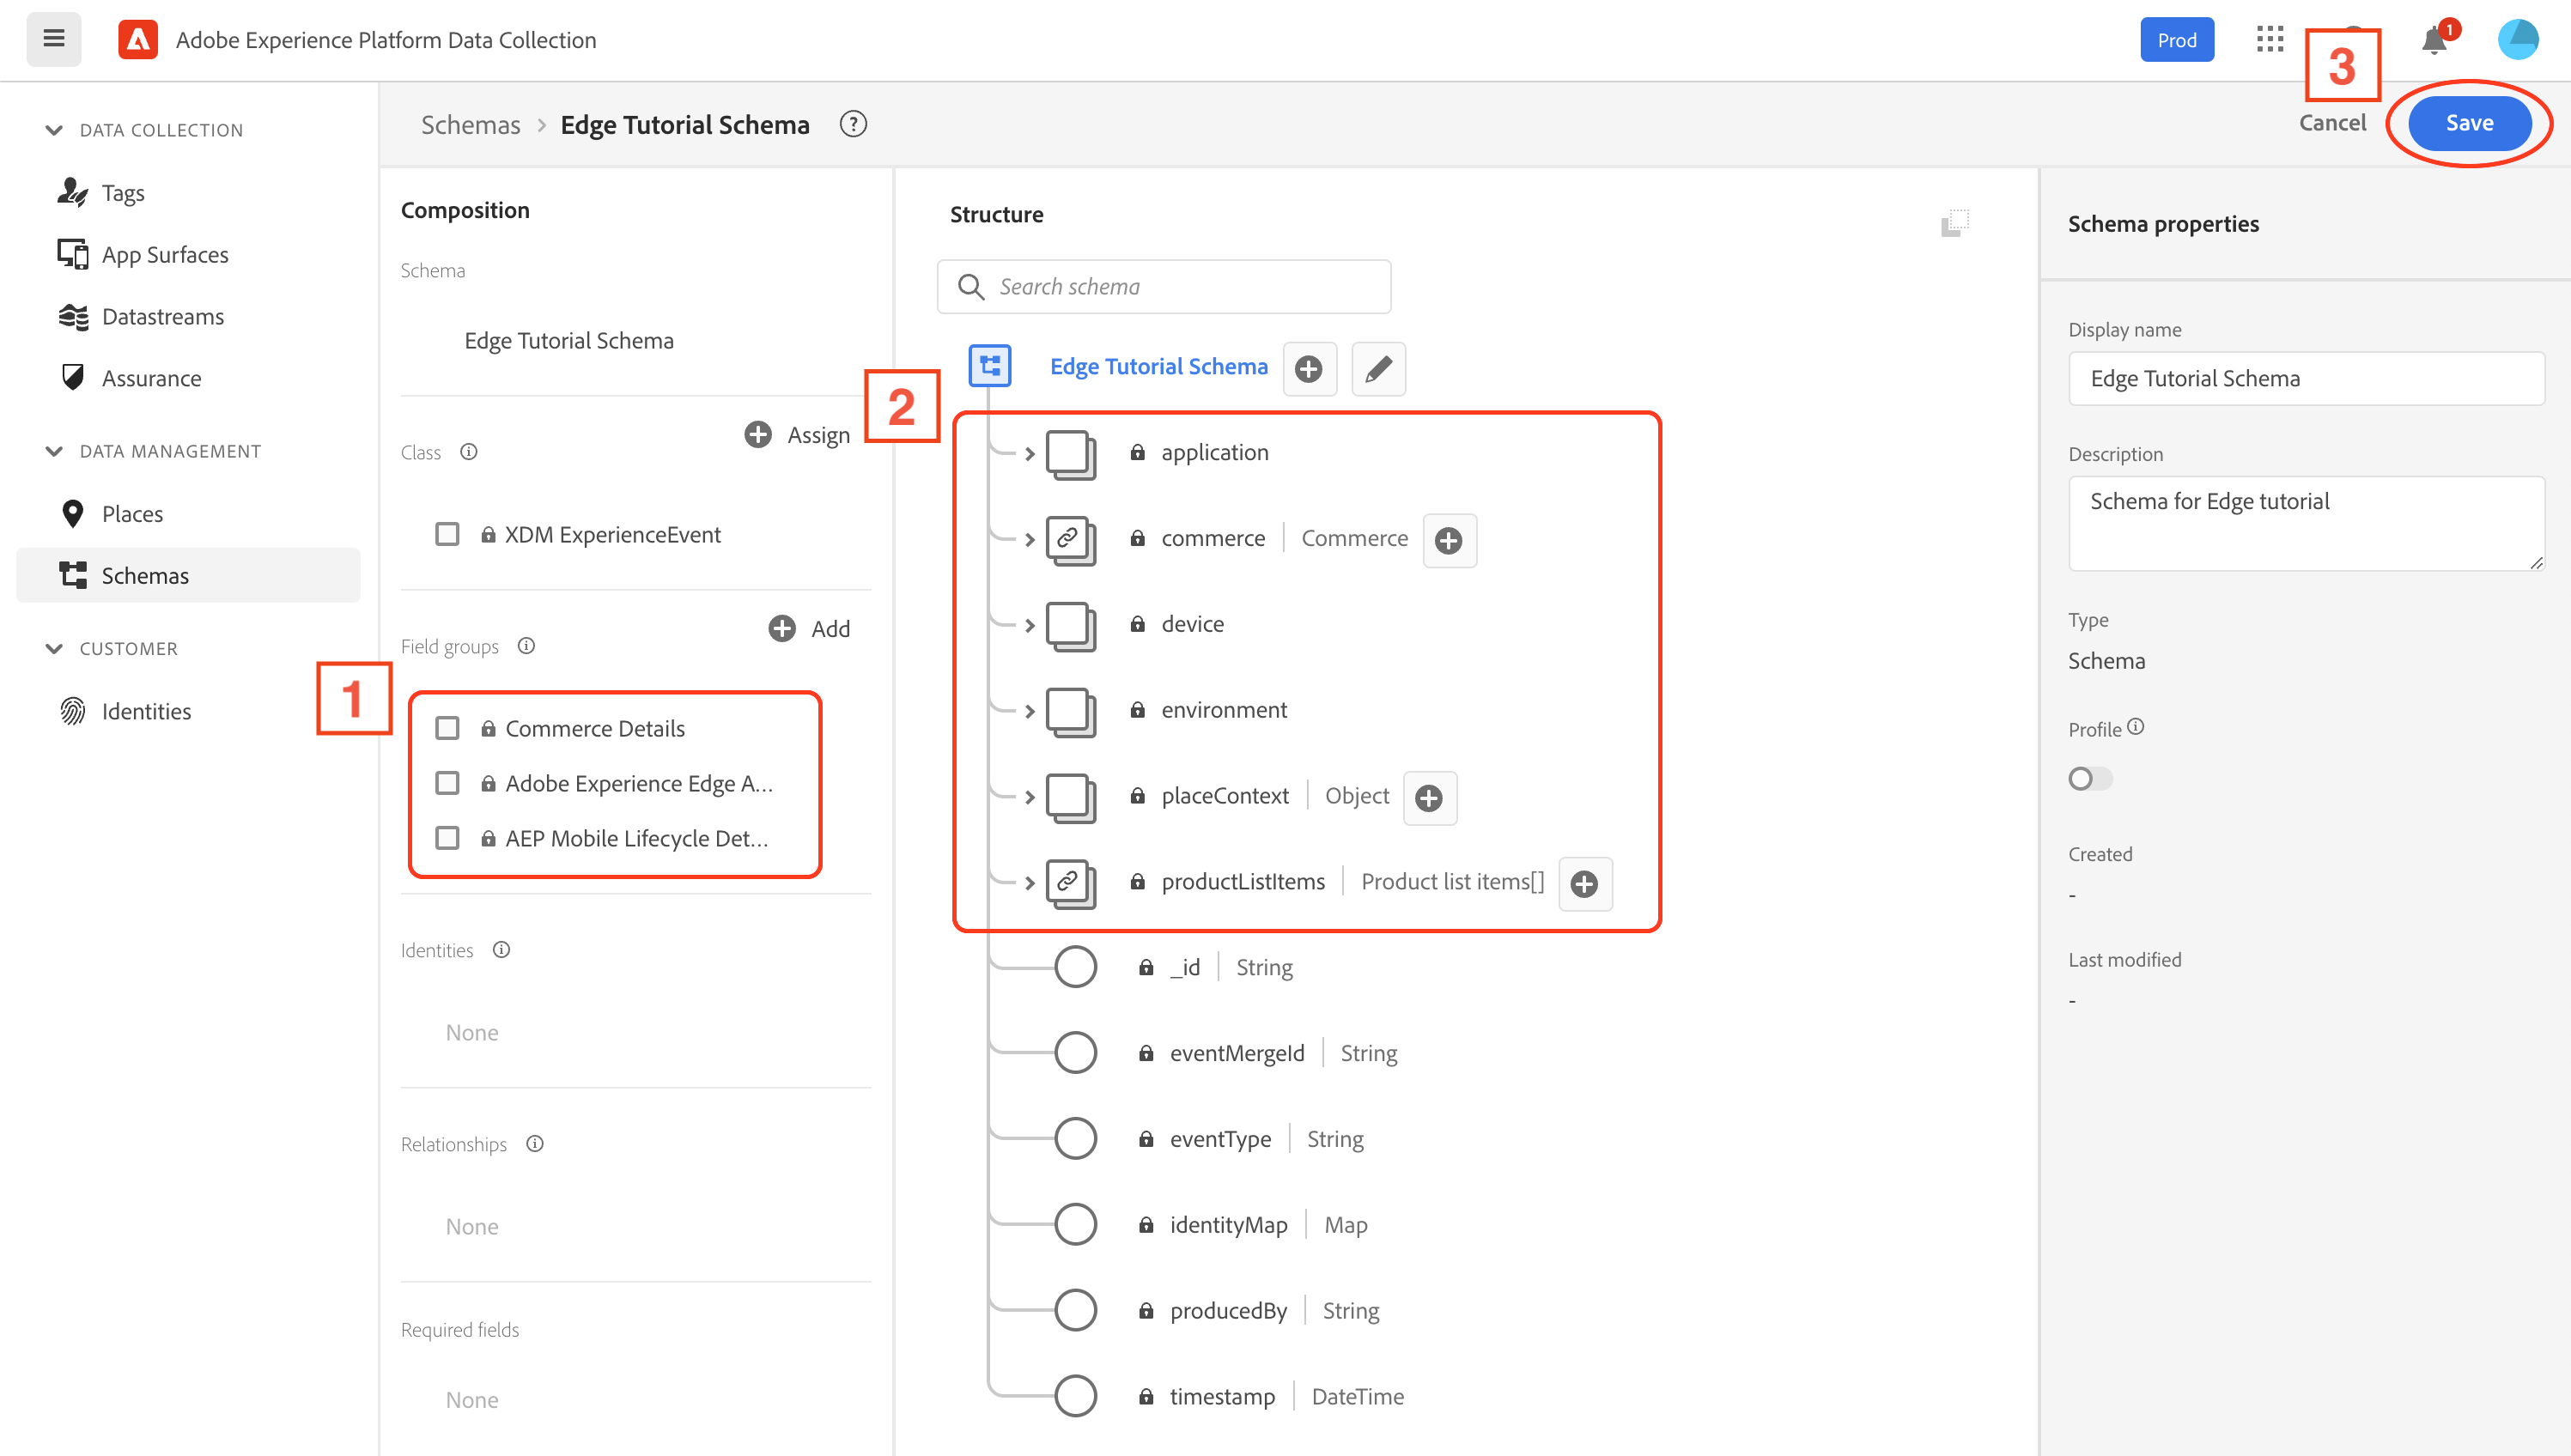 Adobe Experience Platform Data Collection
Prod
1
3
DATA COLLECTION
Tags
App Surfaces
Datastreams
Assurance
DATA MANAGEMENT
Places
Schemas
CUSTOMER
Identities
Schemas > Edge Tutorial Schema
Cancel
Save
Composition
Schema
Edge Tutorial Schema
Class
Assign
XDM ExperienceEvent
Field groups
Add
1
Commerce Details
Adobe Experience Edge A...
AEP Mobile Lifecycle Det...
Identities
None
Relationships
None
Required fields
None
Structure
Search schema
Edge Tutorial Schema
2
application
commerce | Commerce
device
environment
placeContext | Object
productListItems | Product list items[]
_id | String
eventMergeId | String
eventType | String
identityMap | Map
producedBy | String
timestamp | DateTime
Schema properties
Display name
Edge Tutorial Schema
Description
Schema for Edge tutorial
Type
Schema
Profile
Created
-
Last modified
-